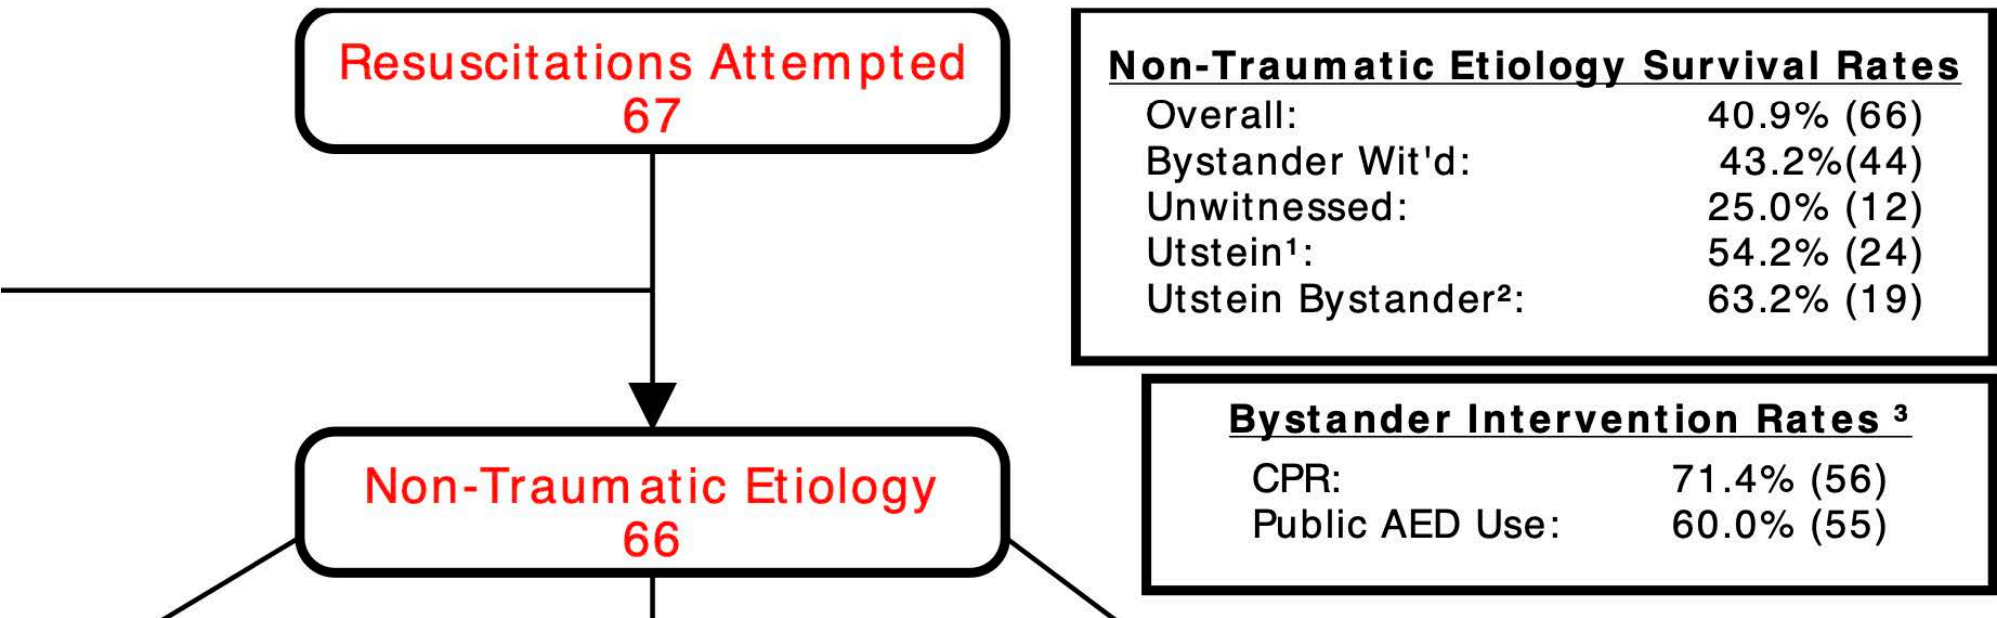 Resuscitations Attempted
67
Non-Traumatic Etiology Survival Rates
Overall: 40.9% (66)
Bystander Wit'd: 43.2%(44)
Unwitnessed: 25.0% (12)
Utstein¹: 54.2% (24)
Utstein Bystander²: 63.2% (19)
Bystander Intervention Rates ³
CPR: 71.4% (56)
Public AED Use: 60.0% (55)
Non-Traumatic Etiology
66